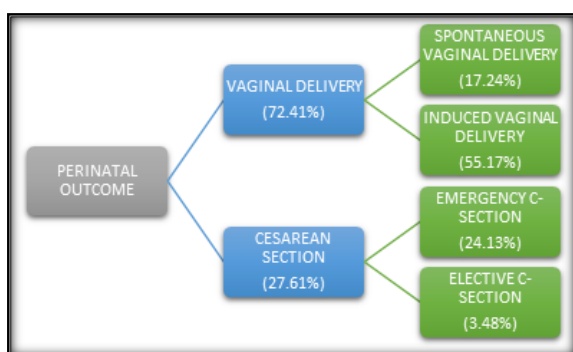 PERINATAL
OUTCOME
VAGINAL DELIVERY
(72.41%)
CESAREAN
SECTION
(27.61%)
SPONTANEOUS
VAGINAL DELIVERY
(17.24%)
INDUCED VAGINAL
DELIVERY
(55.17%)
EMERGENCY C-
SECTION
(24.13%)
ELECTIVE C-
SECTION
(3.48%)